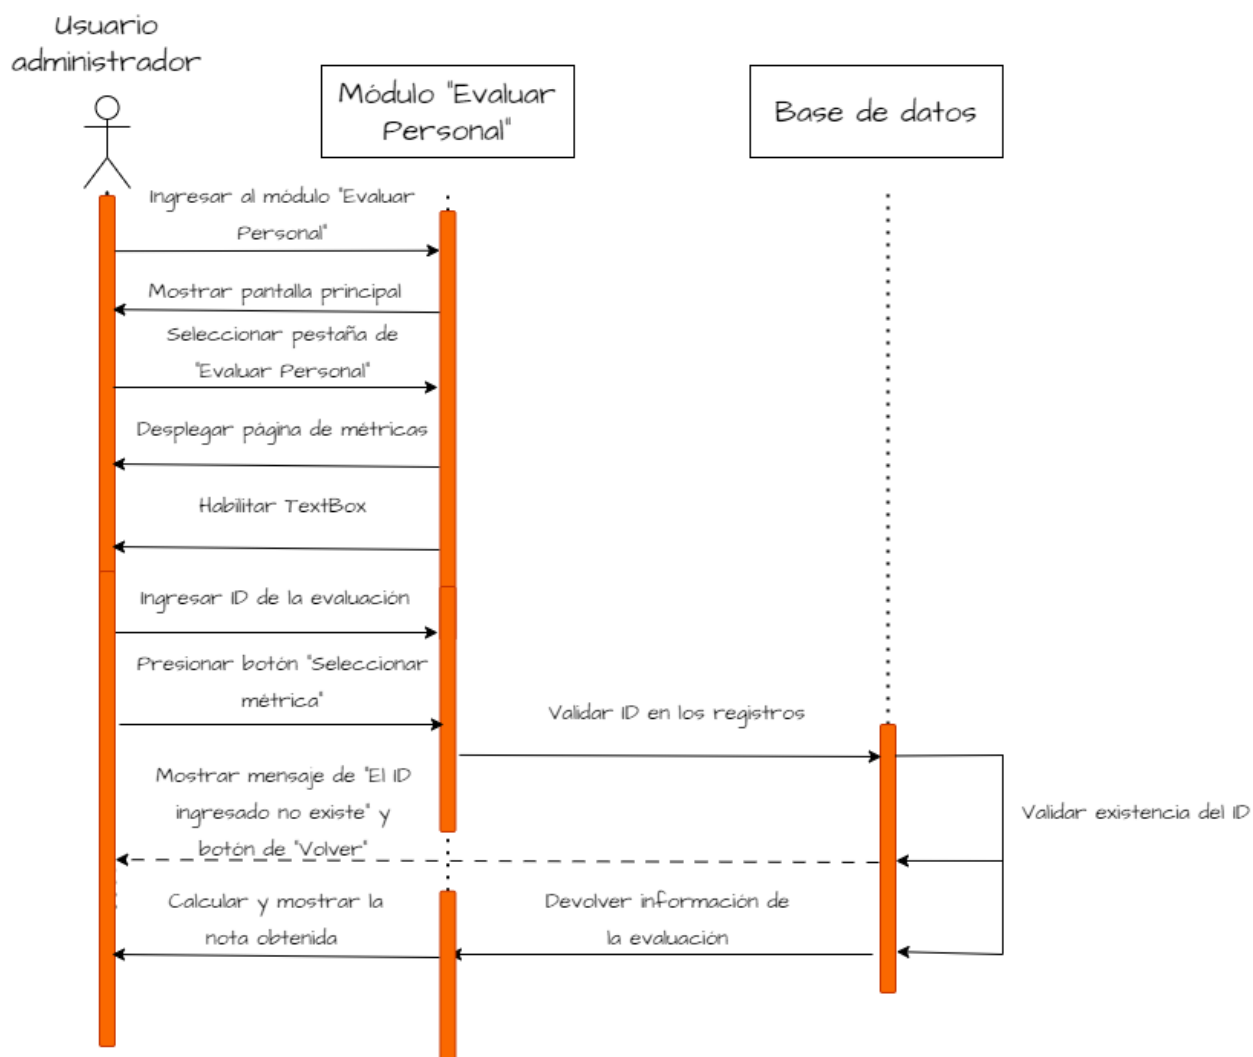 Usuario
administrador
Módulo "Evaluar
Personal"
Base de datos
Ingresar al módulo "Evaluar
Personal"
Mostrar pantalla principal
Seleccionar pestaña de
"Evaluar Personal"
Desplegar página de métricas
Habilitar TextBox
Ingresar ID de la evaluación
Presionar botón "Seleccionar
métrica"
Validar ID en los registros
Mostrar mensaje de "El ID
ingresado no existe" y
botón de "Volver"
Validar existencia del ID
Calcular y mostrar la
nota obtenida
Devolver información de
la evaluación